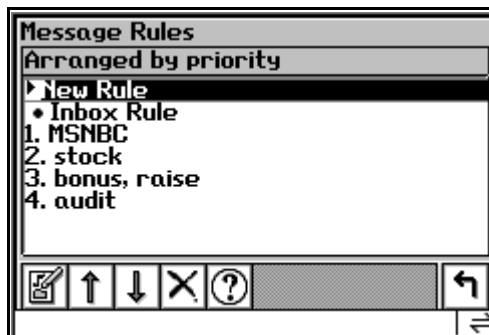 Message Rules
Arranged by priority
New Rule
• Inbox Rule
1. MSNBC
2. stock
3. bonus, raise
4. audit
?